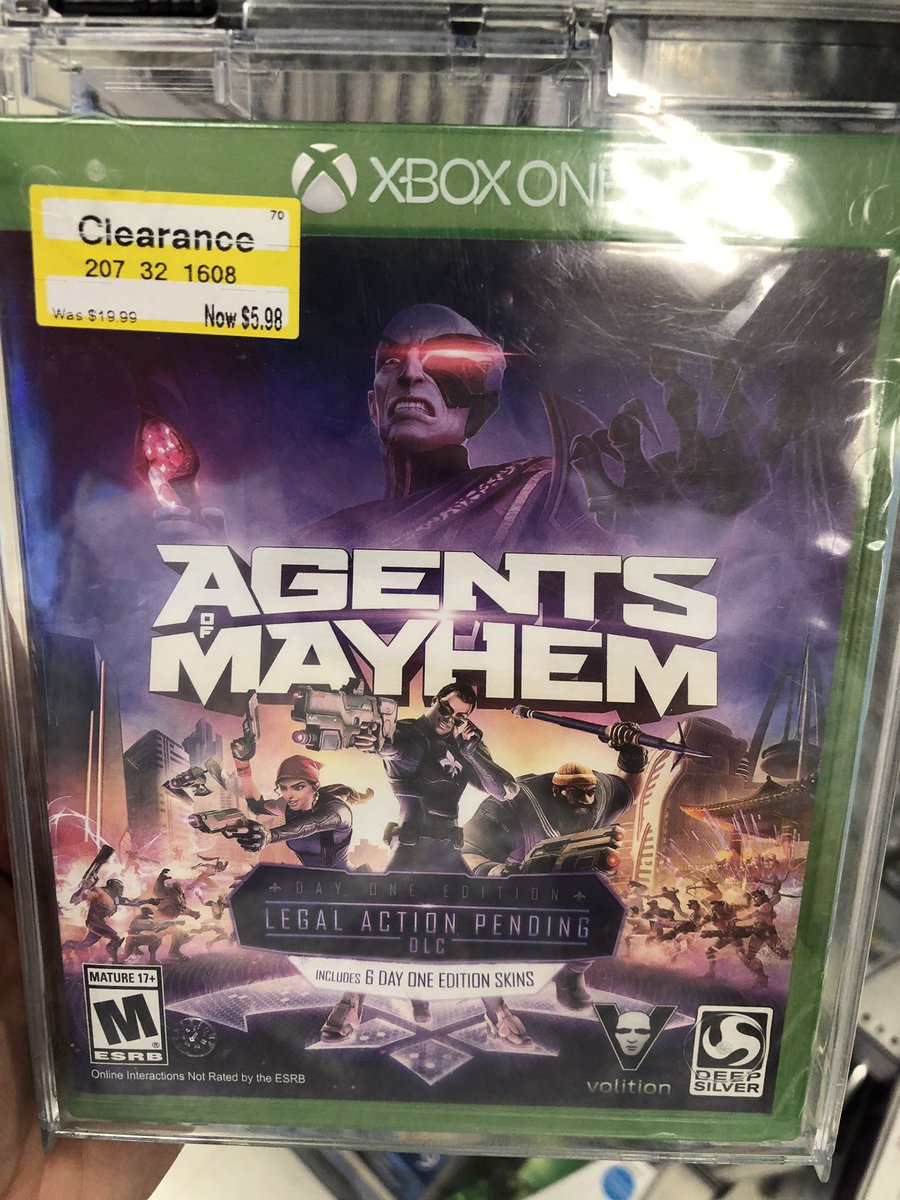 XBOX ONE
70
Clearance
207 32 1608
Was $19.99 Now $5.98
AGENTS
OF
MAYHEM
DAY ONE EDITION
LEGAL ACTION PENDING
DLC
INCLUDES 6 DAY ONE EDITION SKINS
MATURE 17+
M
®
ESRB
Online Interactions Not Rated by the ESRB
volition
DEEP
SILVER